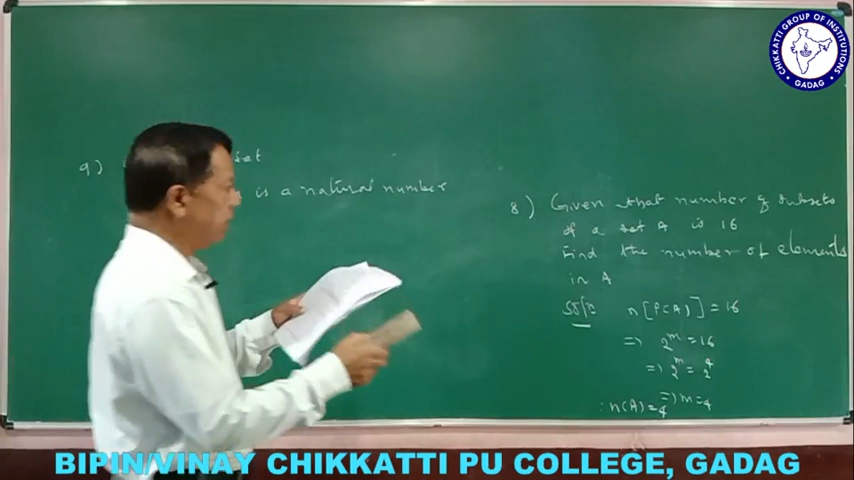 9) set
is a natural number
8) Given that number of subsets
of a set A is 16
Find the number of elements
in A
Soln n[P(A)] = 16
=> 2^m = 16
=> 2^m = 2^4
=> m = 4
∴ n(A) = 4
CHIKKATTI GROUP OF INSTITUTIONS
GADAG
BIPIN/VINAY CHIKKATTI PU COLLEGE, GADAG